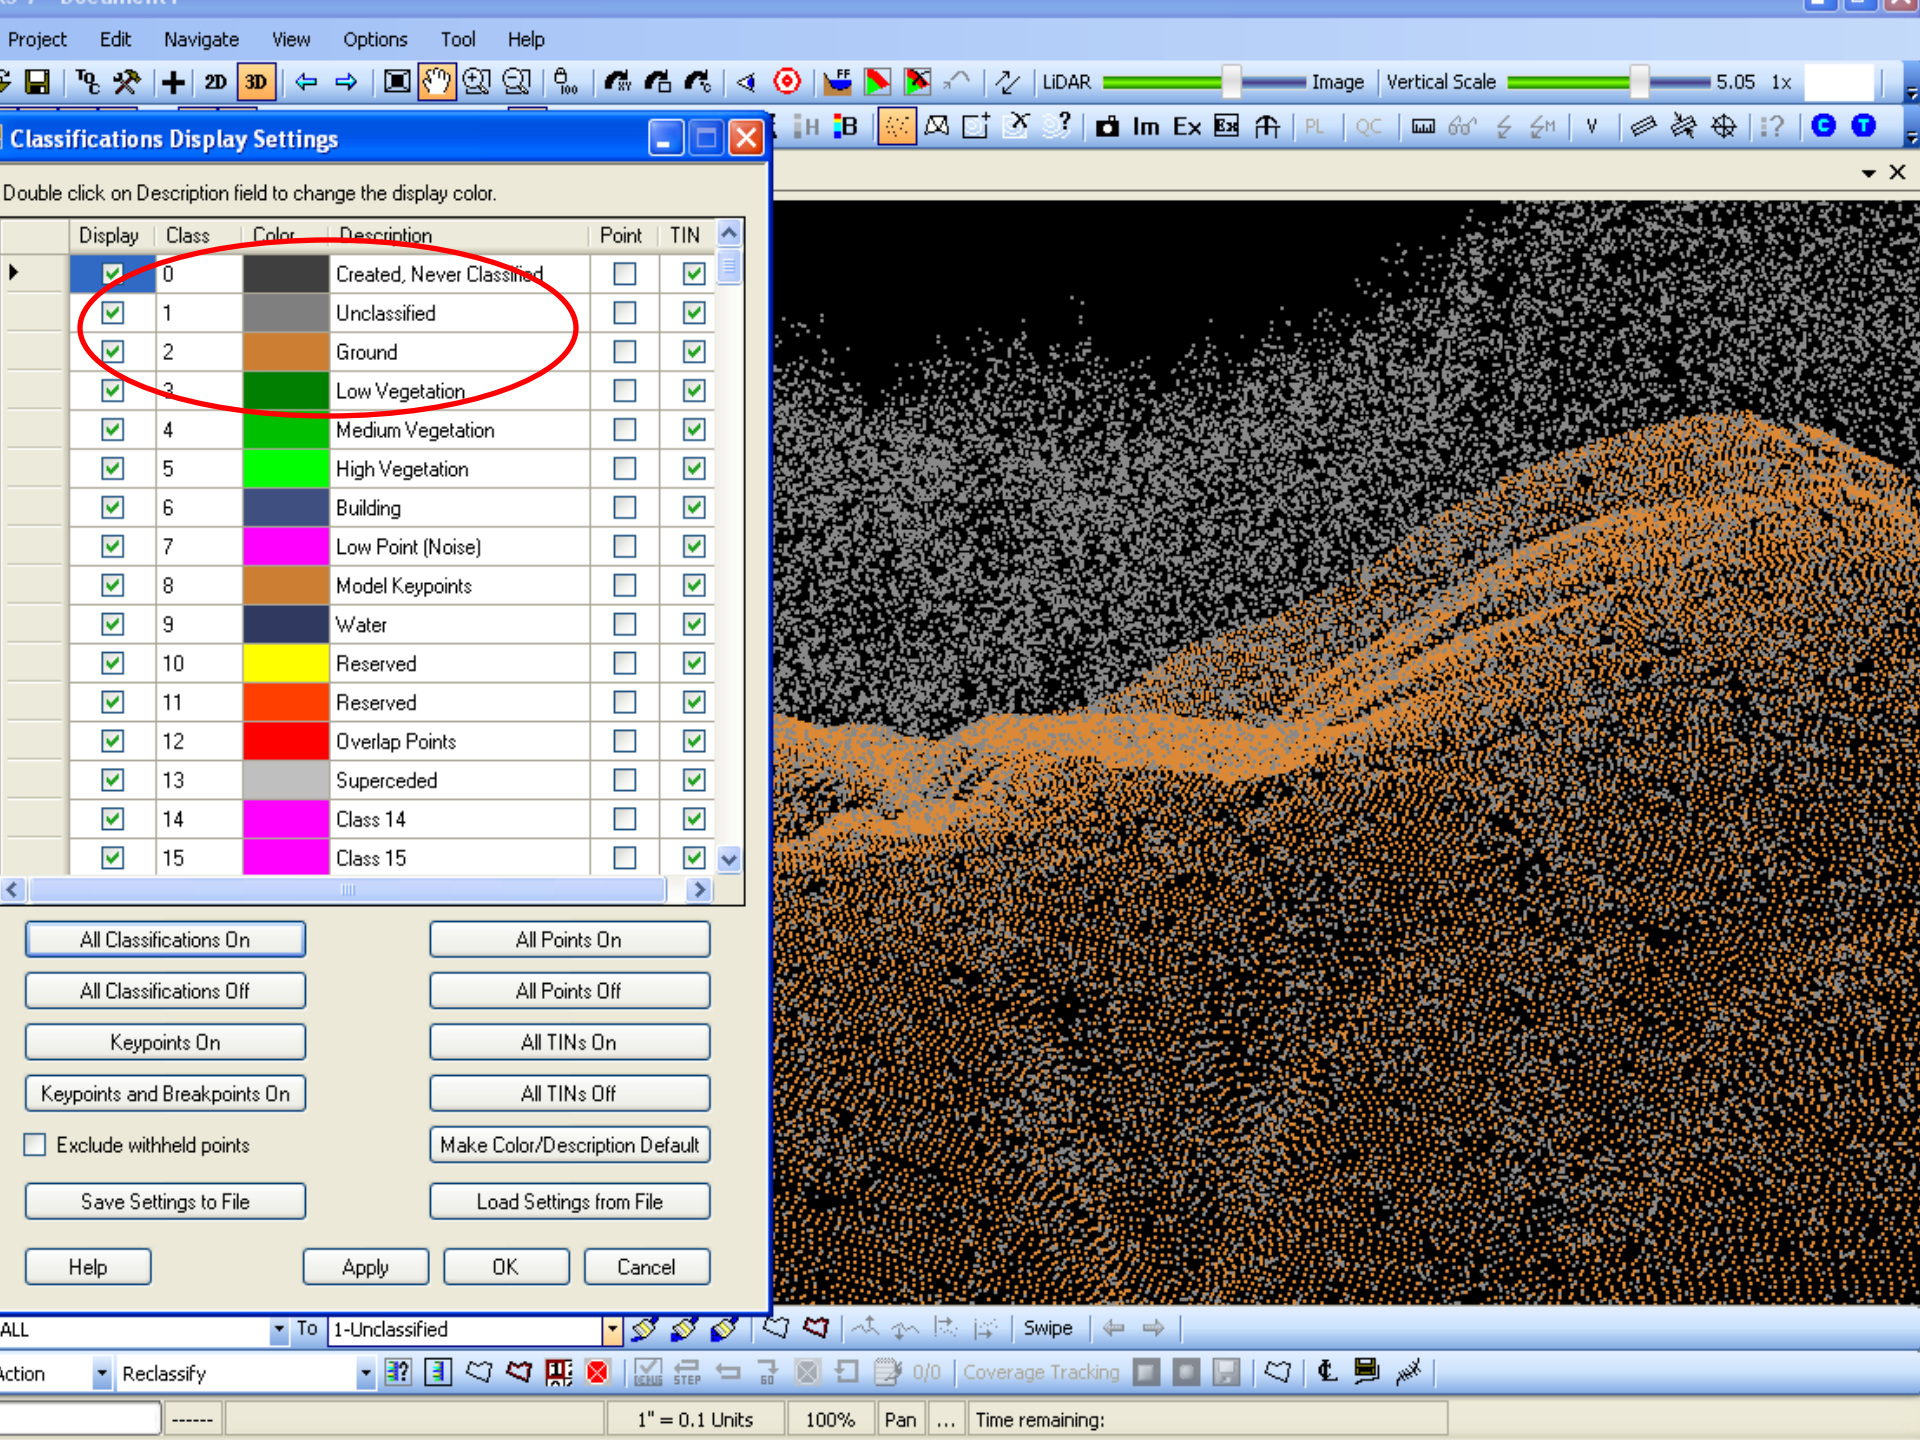 Project Edit Navigate View Options Tool Help
2D 3D 100 FF LiDAR Image Vertical Scale 5.05 1x
Classifications Display Settings
H B Im Ex PL QC V ?
Double click on Description field to change the display color.
Display Class Color Description Point TIN
0 Created, Never Classified
1 Unclassified
2 Ground
3 Low Vegetation
4 Medium Vegetation
5 High Vegetation
6 Building
7 Low Point (Noise)
8 Model Keypoints
9 Water
10 Reserved
11 Reserved
12 Overlap Points
13 Superceded
14 Class 14
15 Class 15
All Classifications On All Points On
All Classifications Off All Points Off
Keypoints On All TINs On
Keypoints and Breakpoints On All TINs Off
Exclude withheld points Make Color/Description Default
Save Settings to File Load Settings from File
Help Apply OK Cancel
ALL To 1-Unclassified Swipe
Reclassify STEP GO 0/0 Coverage Tracking
------ 1" = 0.1 Units 100% Pan ... Time remaining: